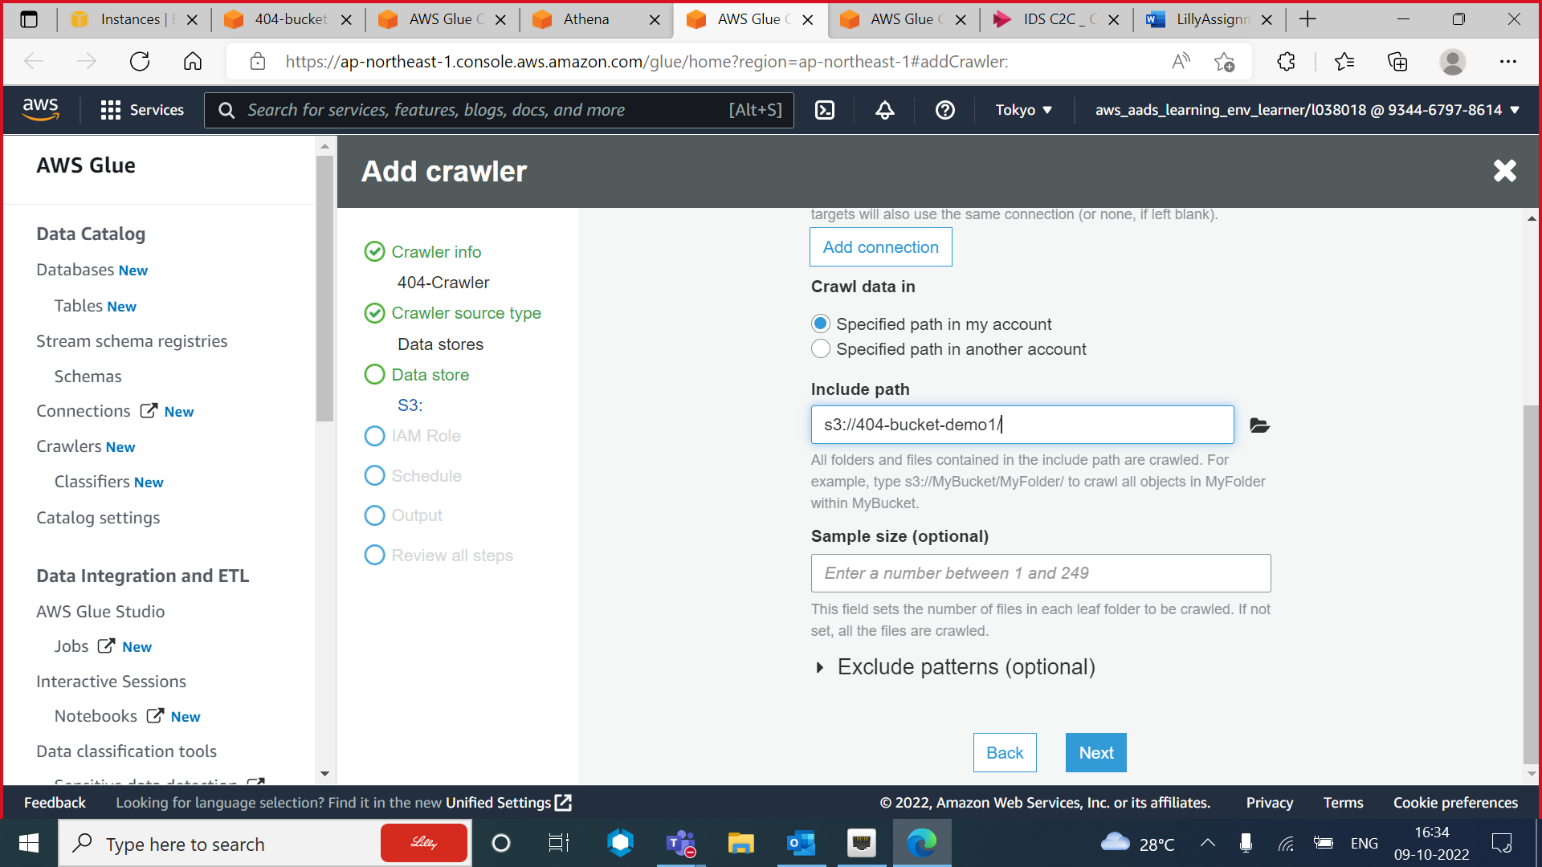 Instances | E
404-bucket
AWS Glue C
Athena
AWS Glue C
AWS Glue C
IDS C2C _ C
LillyAssignm
https://ap-northeast-1.console.aws.amazon.com/glue/home?region=ap-northeast-1#addCrawler:
aws
Services
Search for services, features, blogs, docs, and more
[Alt+S]
Tokyo
aws_aads_learning_env_learner/l038018 @ 9344-6797-8614
AWS Glue
Data Catalog
Databases New
Tables New
Stream schema registries
Schemas
Connections New
Crawlers New
Classifiers New
Catalog settings
Data Integration and ETL
AWS Glue Studio
Jobs New
Interactive Sessions
Notebooks New
Data classification tools
Sensitive data detection
Add crawler
Crawler info
404-Crawler
Crawler source type
Data stores
Data store
S3:
IAM Role
Schedule
Output
Review all steps
targets will also use the same connection (or none, if left blank).
Add connection
Crawl data in
Specified path in my account
Specified path in another account
Include path
s3://404-bucket-demo1/
All folders and files contained in the include path are crawled. For
example, type s3://MyBucket/MyFolder/ to crawl all objects in MyFolder
within MyBucket.
Sample size (optional)
Enter a number between 1 and 249
This field sets the number of files in each leaf folder to be crawled. If not
set, all the files are crawled.
Exclude patterns (optional)
Back
Next
Feedback
Looking for language selection? Find it in the new Unified Settings
© 2022, Amazon Web Services, Inc. or its affiliates.
Privacy
Terms
Cookie preferences
Type here to search
Lilly
28°C
ENG
16:34
09-10-2022